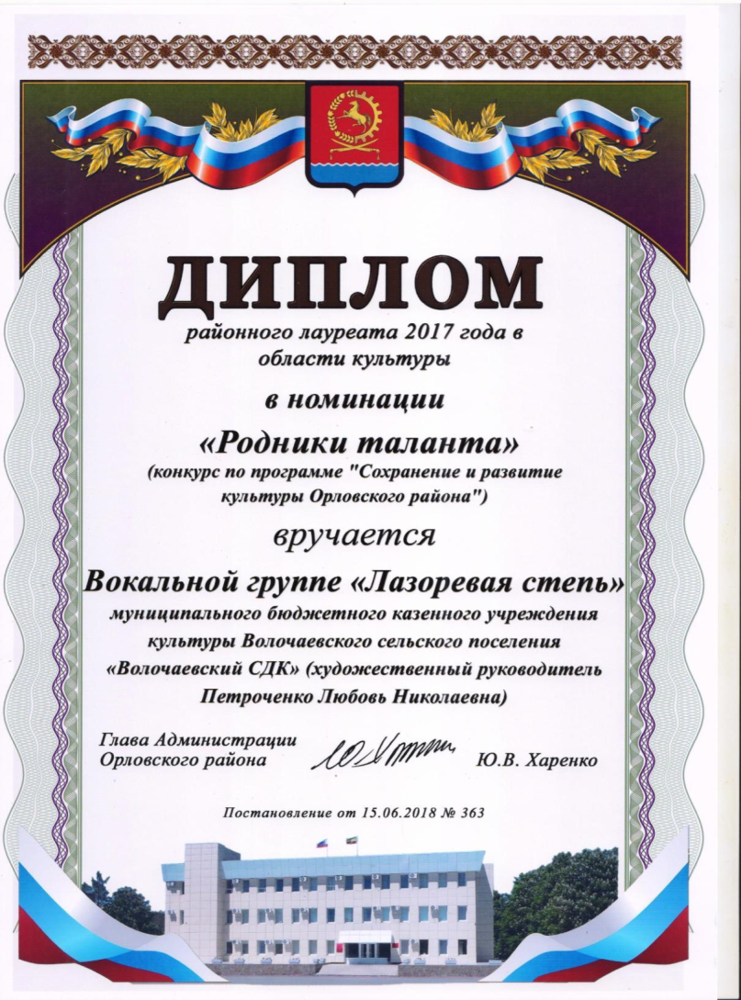 ДИПЛОМ
районного лауреата 2017 года в
области культуры
в номинации
«Родники таланта»
(конкурс по программе "Сохранение и развитие
культуры Орловского района")
вручается
Вокальной группе «Лазоревая степь»
муниципального бюджетного казенного учреждения
культуры Волочаевского сельского поселения
«Волочаевский СДК» (художественный руководитель
Петроченко Любовь Николаевна)
Глава Администрации
Орловского района
Ю.В. Харенко
Постановление от 15.06.2018 № 363